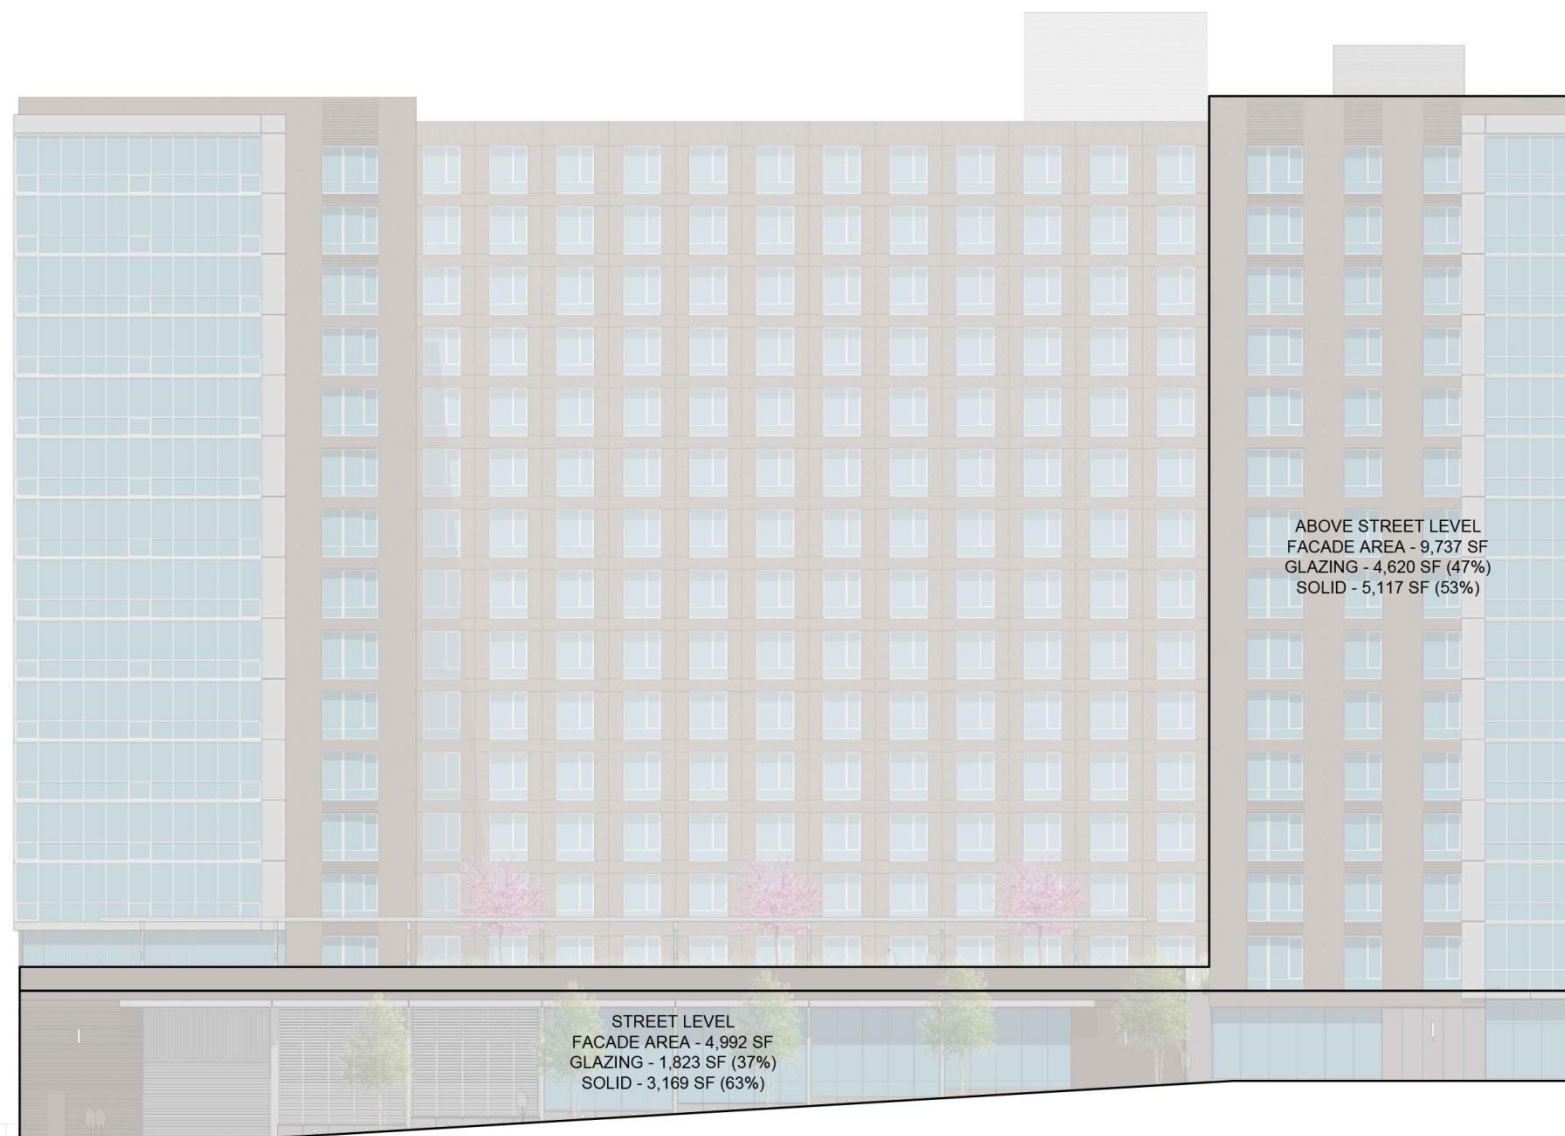 ABOVE STREET LEVEL
FACADE AREA - 9,737 SF
GLAZING - 4,620 SF (47%)
SOLID - 5,117 SF (53%)
STREET LEVEL
FACADE AREA - 4,992 SF
GLAZING - 1,823 SF (37%)
SOLID - 3,169 SF (63%)